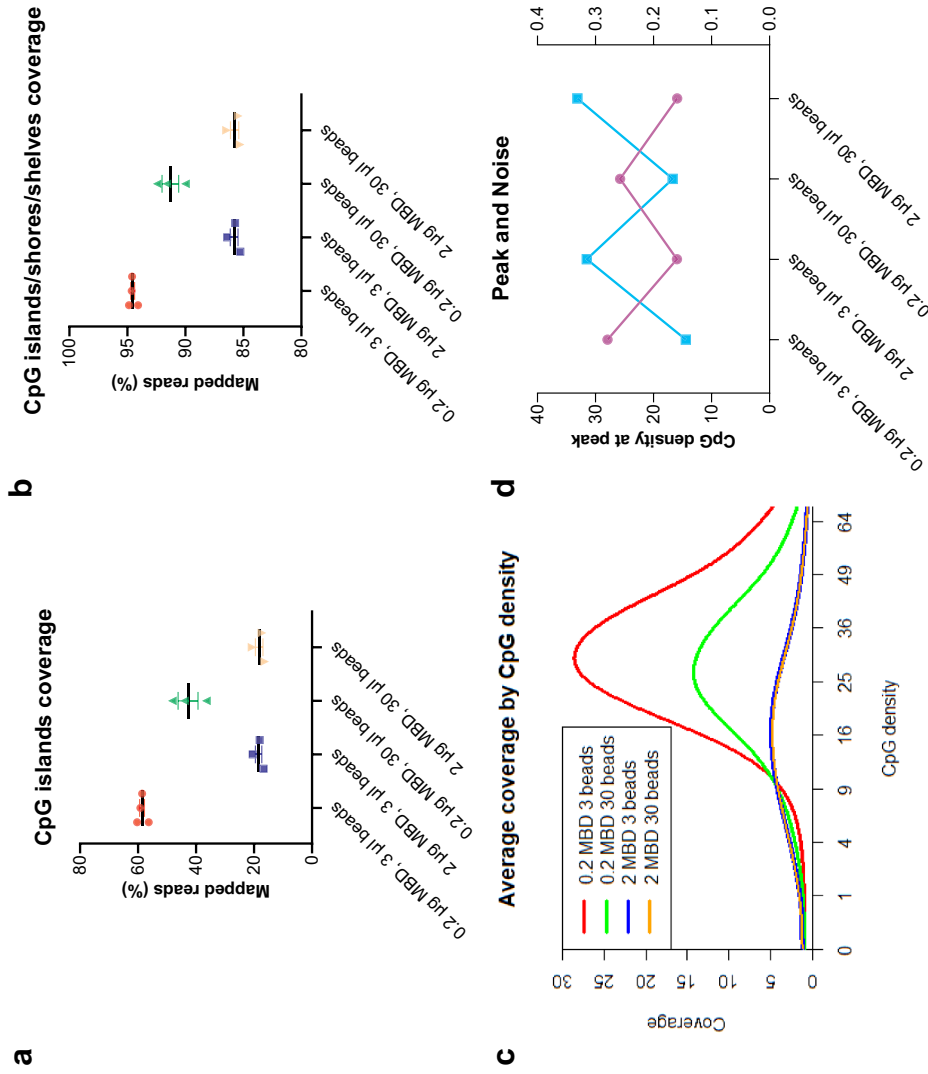 a
CpG islands coverage
Mapped reads (%)
80
60
40
20
0
0.2 µg MBD, 3 µl beads
2 µg MBD, 3 µl beads
0.2 µg MBD, 30 µl beads
2 µg MBD, 30 µl beads
b
CpG islands/shores/shelves coverage
Mapped reads (%)
100
95
90
85
80
0.2 µg MBD, 3 µl beads
2 µg MBD, 3 µl beads
0.2 µg MBD, 30 µl beads
2 µg MBD, 30 µl beads
c
Average coverage by CpG density
Coverage
30
25
20
15
10
5
0
0.2 MBD 3 beads
0.2 MBD 30 beads
2 MBD 3 beads
2 MBD 30 beads
0 1 4 9 16 25 36 49 64
CpG density
d
Peak and Noise
CpG density at peak
40
30
20
10
0
0.4
0.3
0.2
0.1
0.0
0.2 µg MBD, 3 µl beads
2 µg MBD, 3 µl beads
0.2 µg MBD, 30 µl beads
2 µg MBD, 30 µl beads